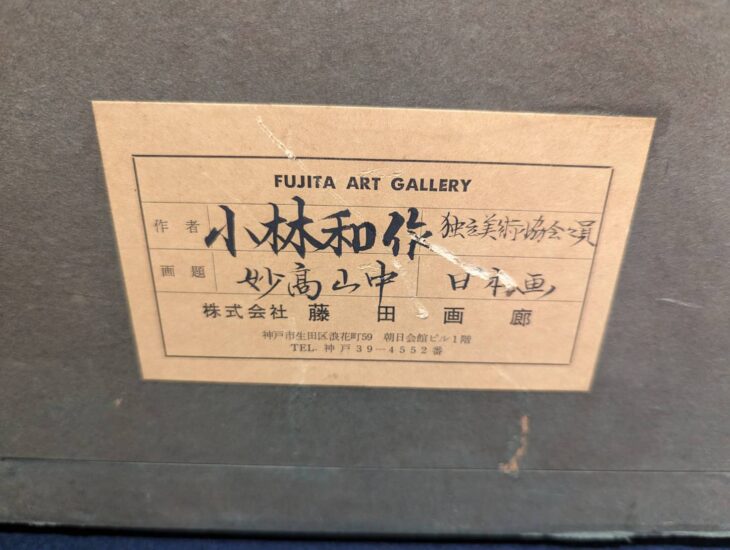 FUJITA ART GALLERY
作者 小林和作 独立美術協会々員
画題 妙高山中 日本画
株式会社 藤田画廊
神戸市生田区浪花町59 朝日会館ビル1階
TEL. 神戸39-4552番